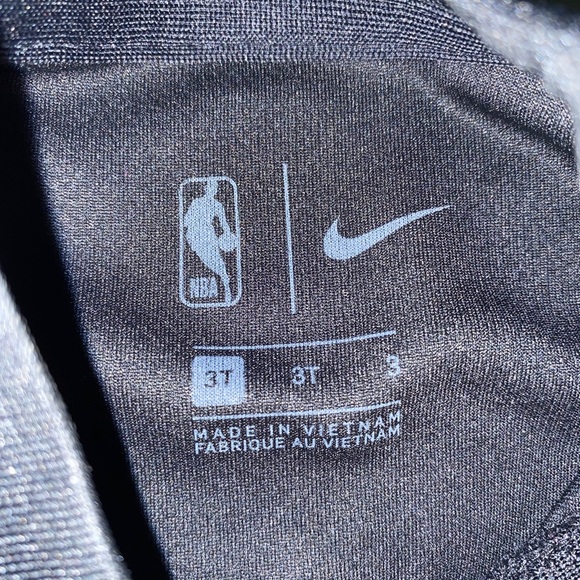 NBA
3T 3T 3
MADE IN VIETNAM
FABRIQUE AU VIETNAM